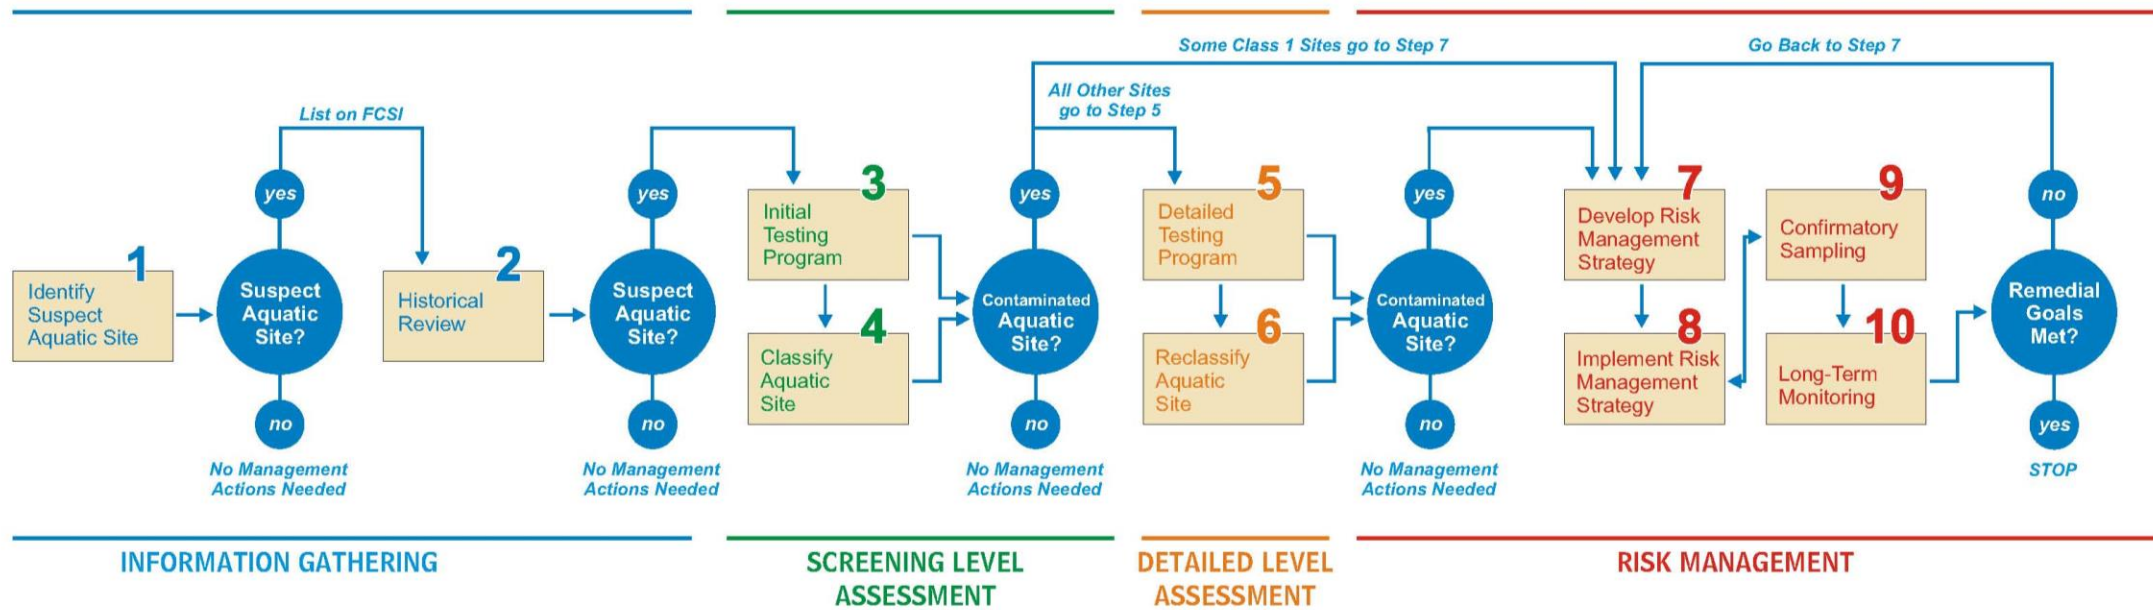 Some Class 1 Sites go to Step 7
Go Back to Step 7
All Other Sites
go to Step 5
List on FCSI
yes
yes
yes
yes
no
1
Identify
Suspect
Aquatic Site
Suspect
Aquatic
Site?
2
Historical
Review
Suspect
Aquatic
Site?
3
Initial
Testing
Program
4
Classify
Aquatic
Site
Contaminated
Aquatic
Site?
5
Detailed
Testing
Program
6
Reclassify
Aquatic
Site
Contaminated
Aquatic
Site?
7
Develop Risk
Management
Strategy
8
Implement Risk
Management
Strategy
9
Confirmatory
Sampling
10
Long-Term
Monitoring
Remedial
Goals
Met?
no
no
no
no
yes
No Management
Actions Needed
No Management
Actions Needed
No Management
Actions Needed
No Management
Actions Needed
STOP
INFORMATION GATHERING
SCREENING LEVEL
ASSESSMENT
DETAILED LEVEL
ASSESSMENT
RISK MANAGEMENT